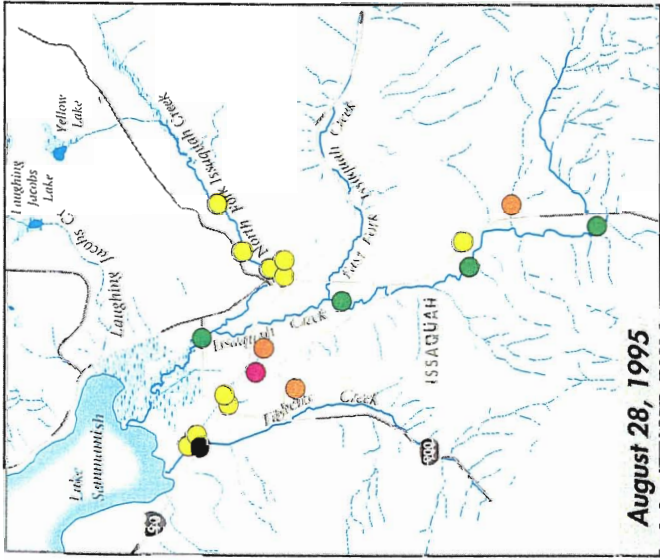 Laughing
Jacobs
Lake
Yellow
Lake
Laughing
Jacobs Cr
North Fork Issaquah Creek
Lake
Sammamish
90
East Fork
Issaquah Creek
Issaquah
Creek
Tibbetts
Creek
900
ISSAQUAH
August 28, 1995